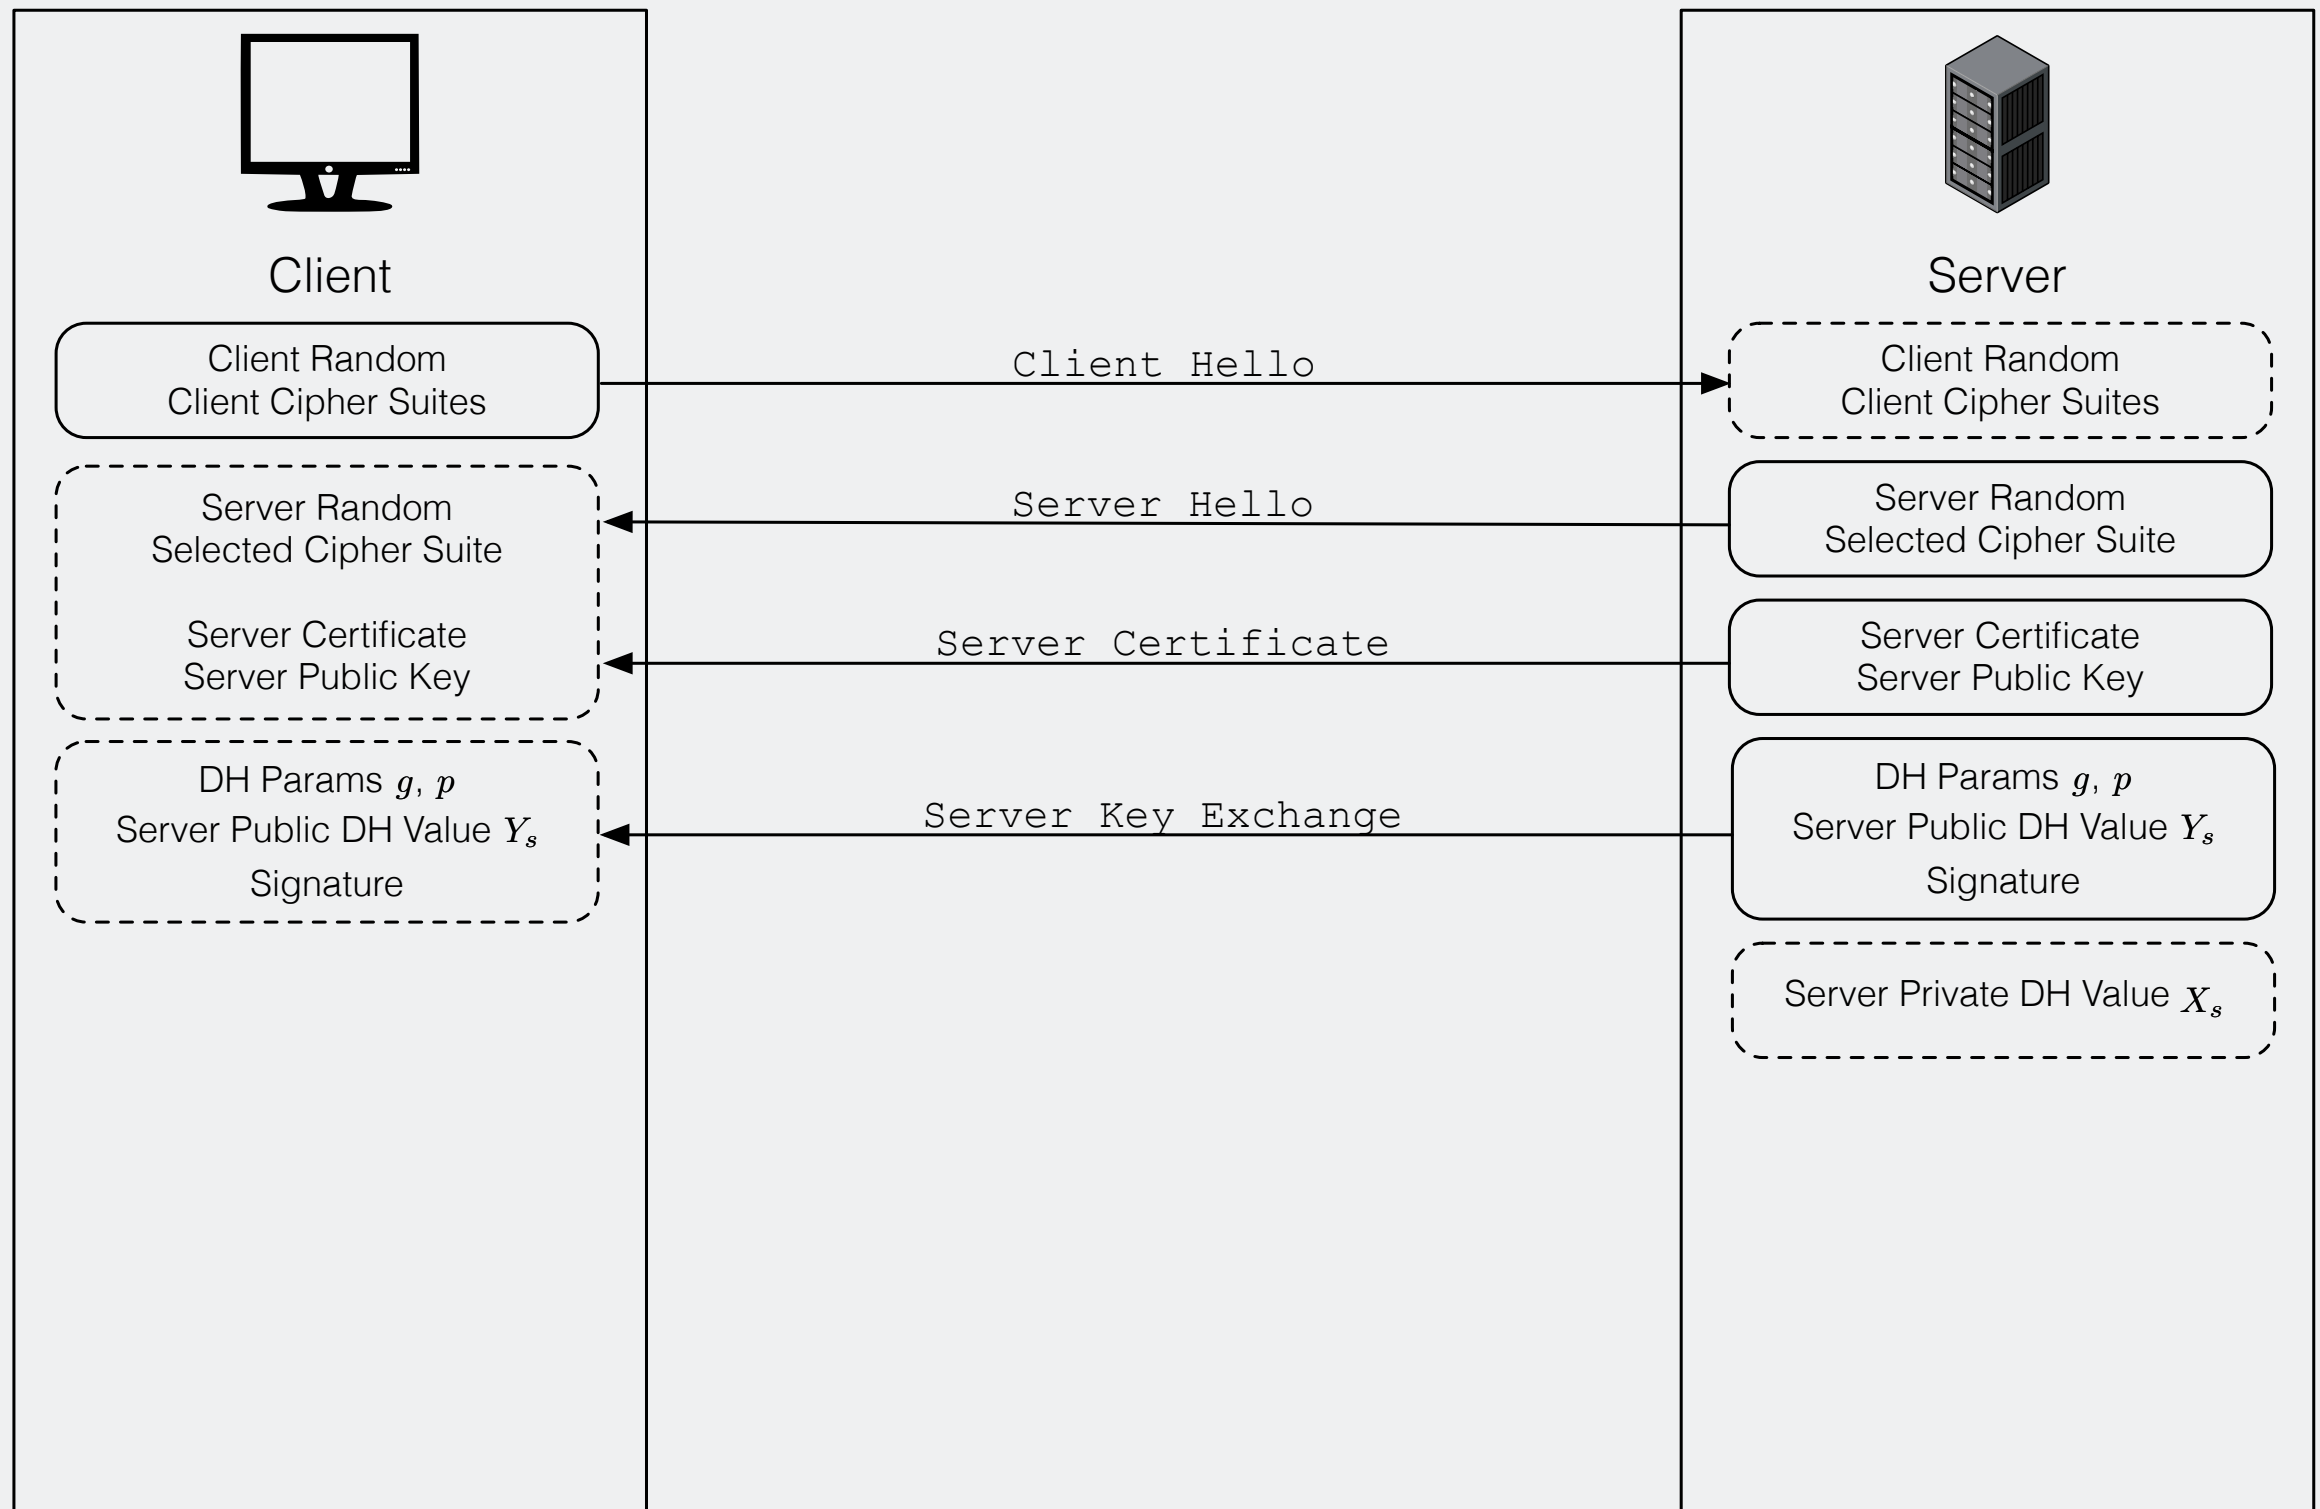 Client
Server
Client Random
Client Cipher Suites
Client Hello
Client Random
Client Cipher Suites
Server Random
Selected Cipher Suite
Server Hello
Server Random
Selected Cipher Suite
Server Certificate
Server Public Key
Server Certificate
Server Certificate
Server Public Key
DH Params g, p
Server Public DH Value Yₛ
Signature
Server Key Exchange
DH Params g, p
Server Public DH Value Yₛ
Signature
Server Private DH Value Xₛ